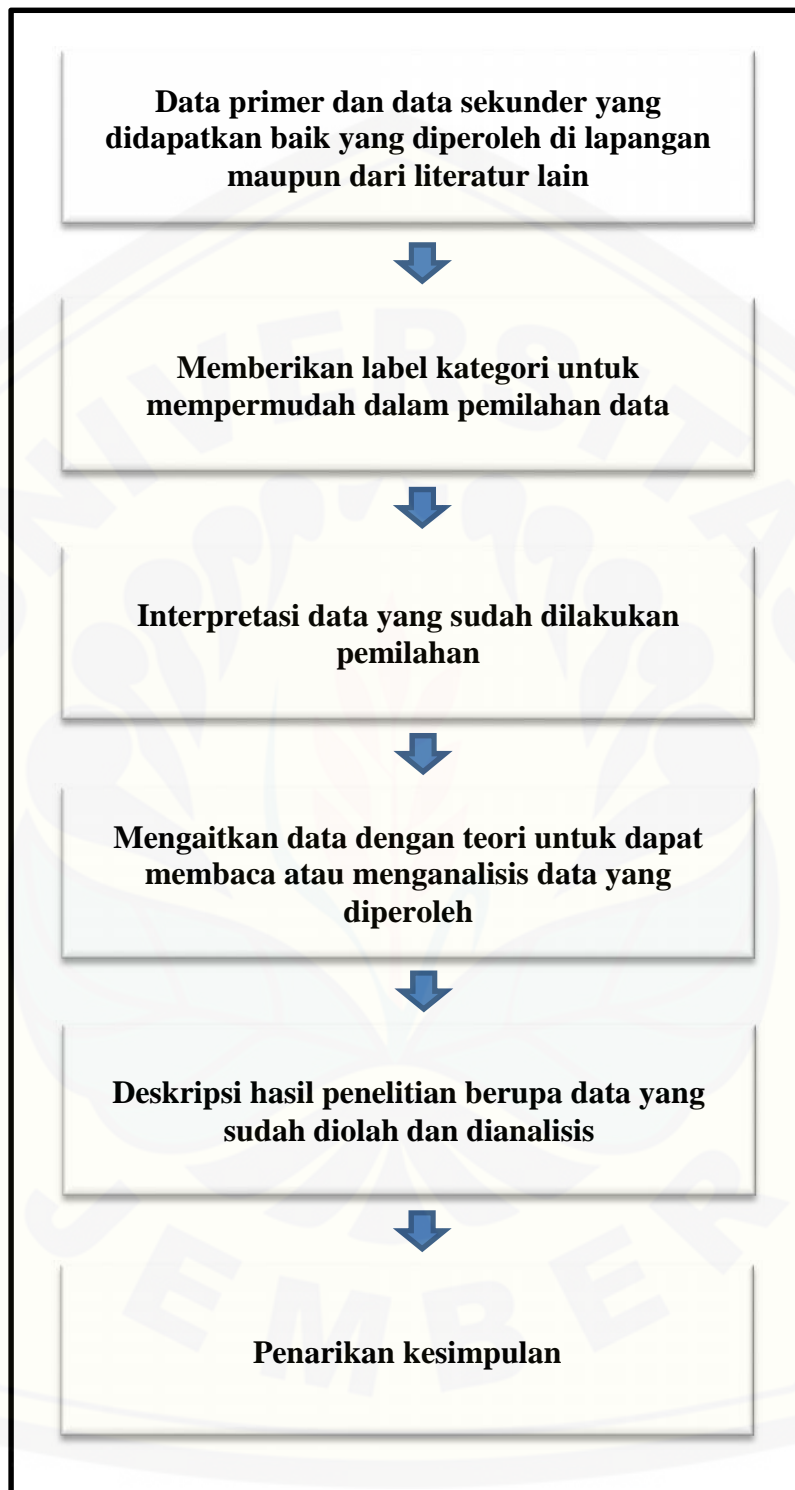 Data primer dan data sekunder yang
didapatkan baik yang diperoleh di lapangan
maupun dari literatur lain
Memberikan label kategori untuk
mempermudah dalam pemilahan data
Interpretasi data yang sudah dilakukan
pemilahan
Mengaitkan data dengan teori untuk dapat
membaca atau menganalisis data yang
diperoleh
Deskripsi hasil penelitian berupa data yang
sudah diolah dan dianalisis
Penarikan kesimpulan
UNIVERSITAS
JEMBER